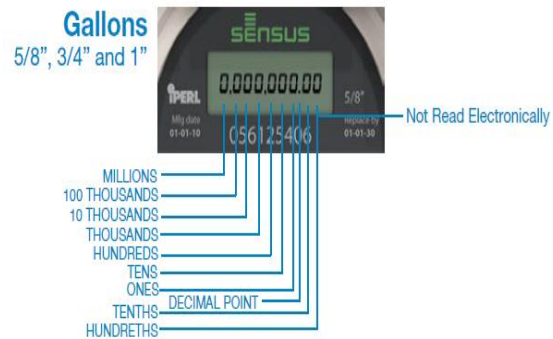 Gallons
5/8", 3/4" and 1"
SENSUS
0,000,000.00
iPERL
5/8"
Mfg date
01-01-10
056125406
Replace by
01-01-30
Not Read Electronically
MILLIONS
100 THOUSANDS
10 THOUSANDS
THOUSANDS
HUNDREDS
TENS
ONES
DECIMAL POINT
TENTHS
HUNDRETHS